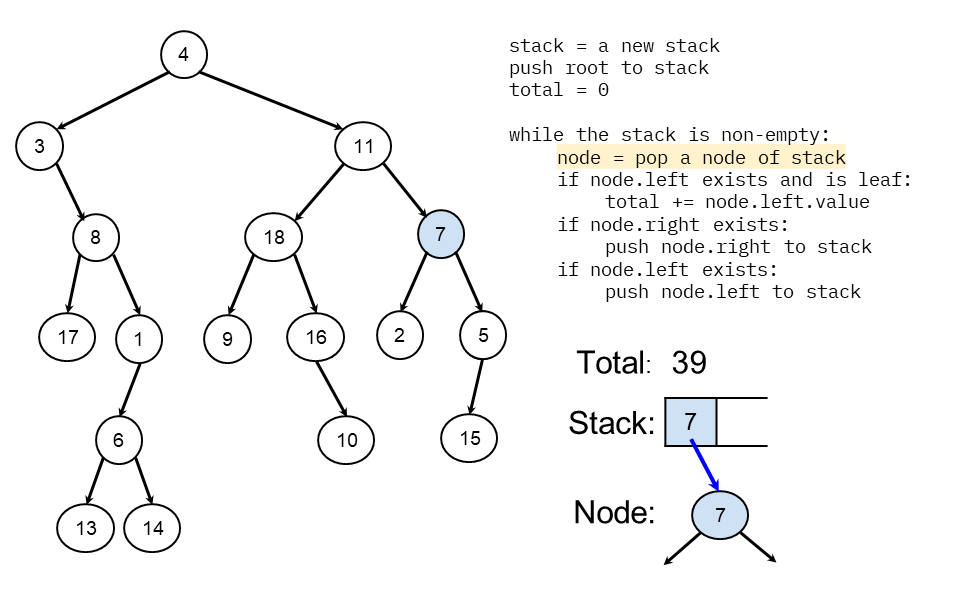 4
3
11
8
18
7
17
1
9
16
2
5
6
10
15
13
14
stack = a new stack
push root to stack
total = 0
while the stack is non-empty:
node = pop a node of stack
if node.left exists and is leaf:
total += node.left.value
if node.right exists:
push node.right to stack
if node.left exists:
push node.left to stack
Total: 39
Stack: 7
Node: 7